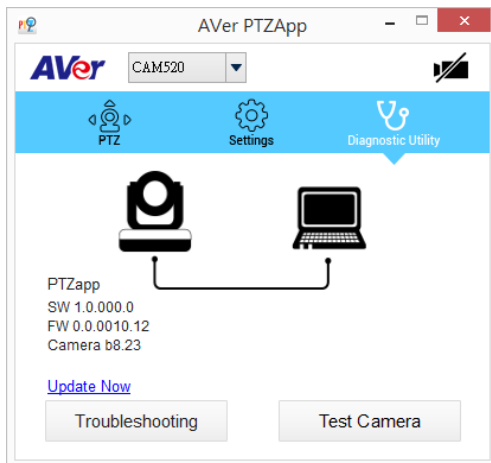 AVer PTZApp
AVer CAM520
PTZ Settings Diagnostic Utility
PTZapp
SW 1.0.000.0
FW 0.0.0010.12
Camera b8.23
Update Now
Troubleshooting Test Camera